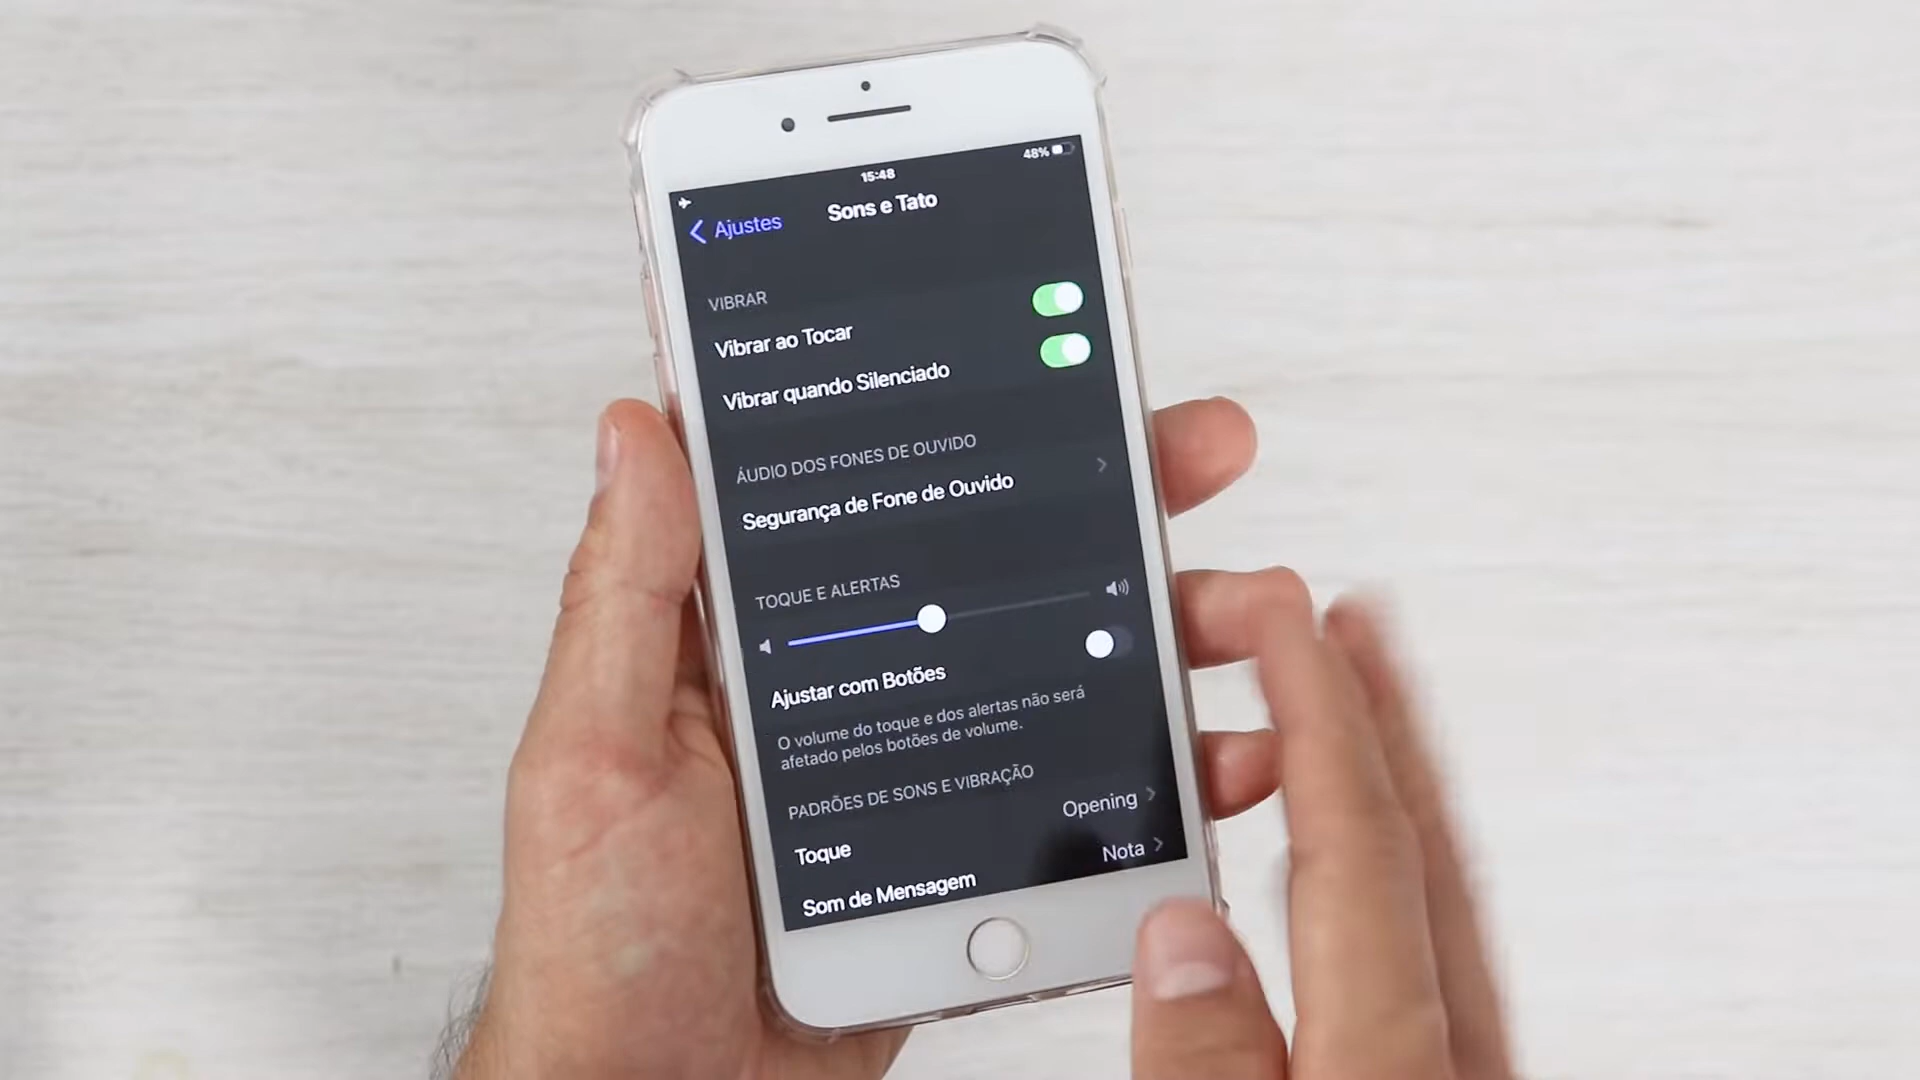 48%
15:48
Ajustes
Sons e Tato
VIBRAR
Vibrar ao Tocar
Vibrar quando Silenciado
ÁUDIO DOS FONES DE OUVIDO
Segurança de Fone de Ouvido
TOQUE E ALERTAS
Ajustar com Botões
O volume do toque e dos alertas não será
afetado pelos botões de volume.
PADRÕES DE SONS E VIBRAÇÃO
Toque Opening
Som de Mensagem Nota